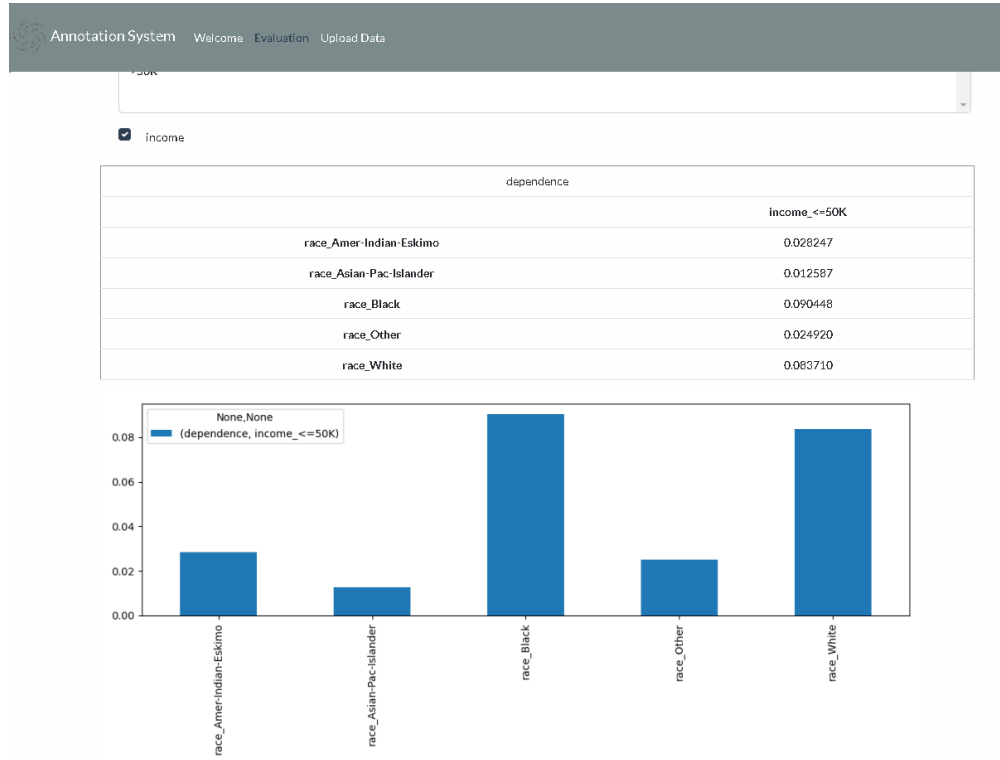 Annotation System Welcome Evaluation Upload Data
income
dependence
income_<=50K
race_Amer-Indian-Eskimo 0.028247
race_Asian-Pac-Islander 0.012587
race_Black 0.090448
race_Other 0.024920
race_White 0.083710
None,None
(dependence, income_<=50K)
0.08
0.06
0.04
0.02
0.00
race_Amer-Indian-Eskimo
race_Asian-Pac-Islander
race_Black
race_Other
race_White